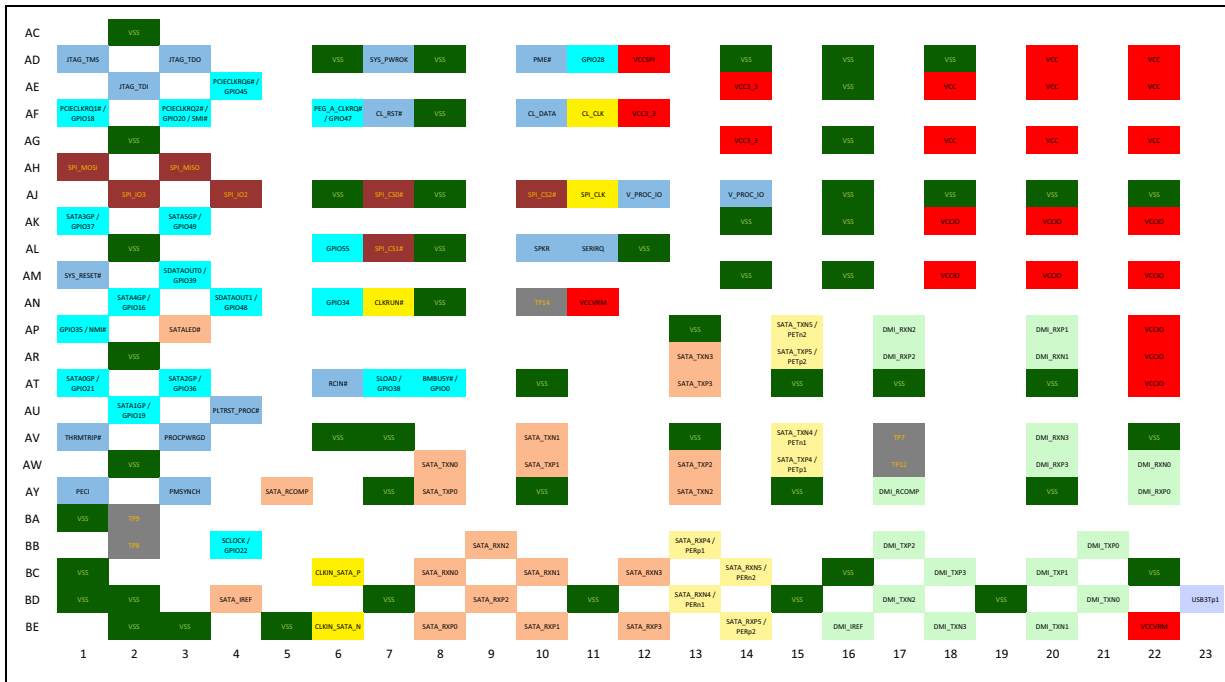 AC VSS
AD JTAG_TMS JTAG_TDO VSS SYS_PWROK VSS PME# GPIO28 VCCSPI VSS VSS VSS VCC VCC
AE JTAG_TDI PCIECLKRQ6# / GPIO45 VCC3_3 VSS VCC VCC VCC
AF PCIECLKRQ1# / GPIO18 PCIECLKRQ2# / GPIO20 / SMI# PEG_A_CLKRQ# / GPIO47 CL_RST# VSS CL_DATA CL_CLK VCC3_3
AG VSS VCC3_3 VSS VCC VCC VCC
AH SPI_MOSI SPI_MISO
AJ SPI_IO3 SPI_IO2 VSS SPI_CS0# VSS SPI_CS2# SPI_CLK V_PROC_IO V_PROC_IO VSS VSS VSS VSS
AK SATA3GP / GPIO37 SATA5GP / GPIO49 VSS VSS VCCIO VCCIO VCCIO
AL VSS GPIO55 SPI_CS1# VSS SPKR SERIRQ VSS
AM SYS_RESET# SDATAOUT0 / GPIO39 VSS VSS VCCIO VCCIO VCCIO
AN SATA4GP / GPIO16 SDATAOUT1 / GPIO48 GPIO34 CLKRUN# VSS TP14 VCCVRM
AP GPIO35 / NMI# SATALED# VSS SATA_TXN5 / PETn2 DMI_RXN2 DMI_RXP1 VCCIO
AR VSS SATA_TXN3 SATA_TXP5 / PETp2 DMI_RXP2 DMI_RXN1 VCCIO
AT SATA0GP / GPIO21 SATA2GP / GPIO36 RCIN# SLOAD / GPIO38 BMBUSY# / GPIO0 VSS SATA_TXP3 VSS VSS VSS VCCIO
AU SATA1GP / GPIO19 PLTRST_PROC#
AV THRMTRIP# PROCPWRGD VSS VSS SATA_TXN1 VSS SATA_TXN4 / PETn1 TP7 DMI_RXN3 VSS
AW VSS SATA_TXN0 SATA_TXP1 SATA_TXP2 SATA_TXP4 / PETp1 TP12 DMI_RXP3 DMI_RXN0
AY PECI PMSYNCH SATA_RCOMP VSS SATA_TXP0 VSS SATA_TXN2 VSS DMI_RCOMP VSS DMI_RXP0
BA VSS TP9
BB TP8 SCLOCK / GPIO22 SATA_RXN2 SATA_RXP4 / PERp1 DMI_TXP2 DMI_TXP0
BC VSS CLKIN_SATA_P SATA_RXN0 SATA_RXN1 SATA_RXN3 SATA_RXN5 / PERn2 VSS DMI_TXP3 DMI_TXP1 VSS
BD VSS VSS SATA_IREF VSS SATA_RXP2 VSS SATA_RXN4 / PERn1 VSS DMI_TXN2 VSS DMI_TXN0 USB3Tp1
BE VSS VSS VSS CLKIN_SATA_N SATA_RXP0 SATA_RXP1 SATA_RXP3 SATA_RXP5 / PERp2 DMI_IREF DMI_TXN3 DMI_TXN1 VCCVRM
1 2 3 4 5 6 7 8 9 10 11 12 13 14 15 16 17 18 19 20 21 22 23